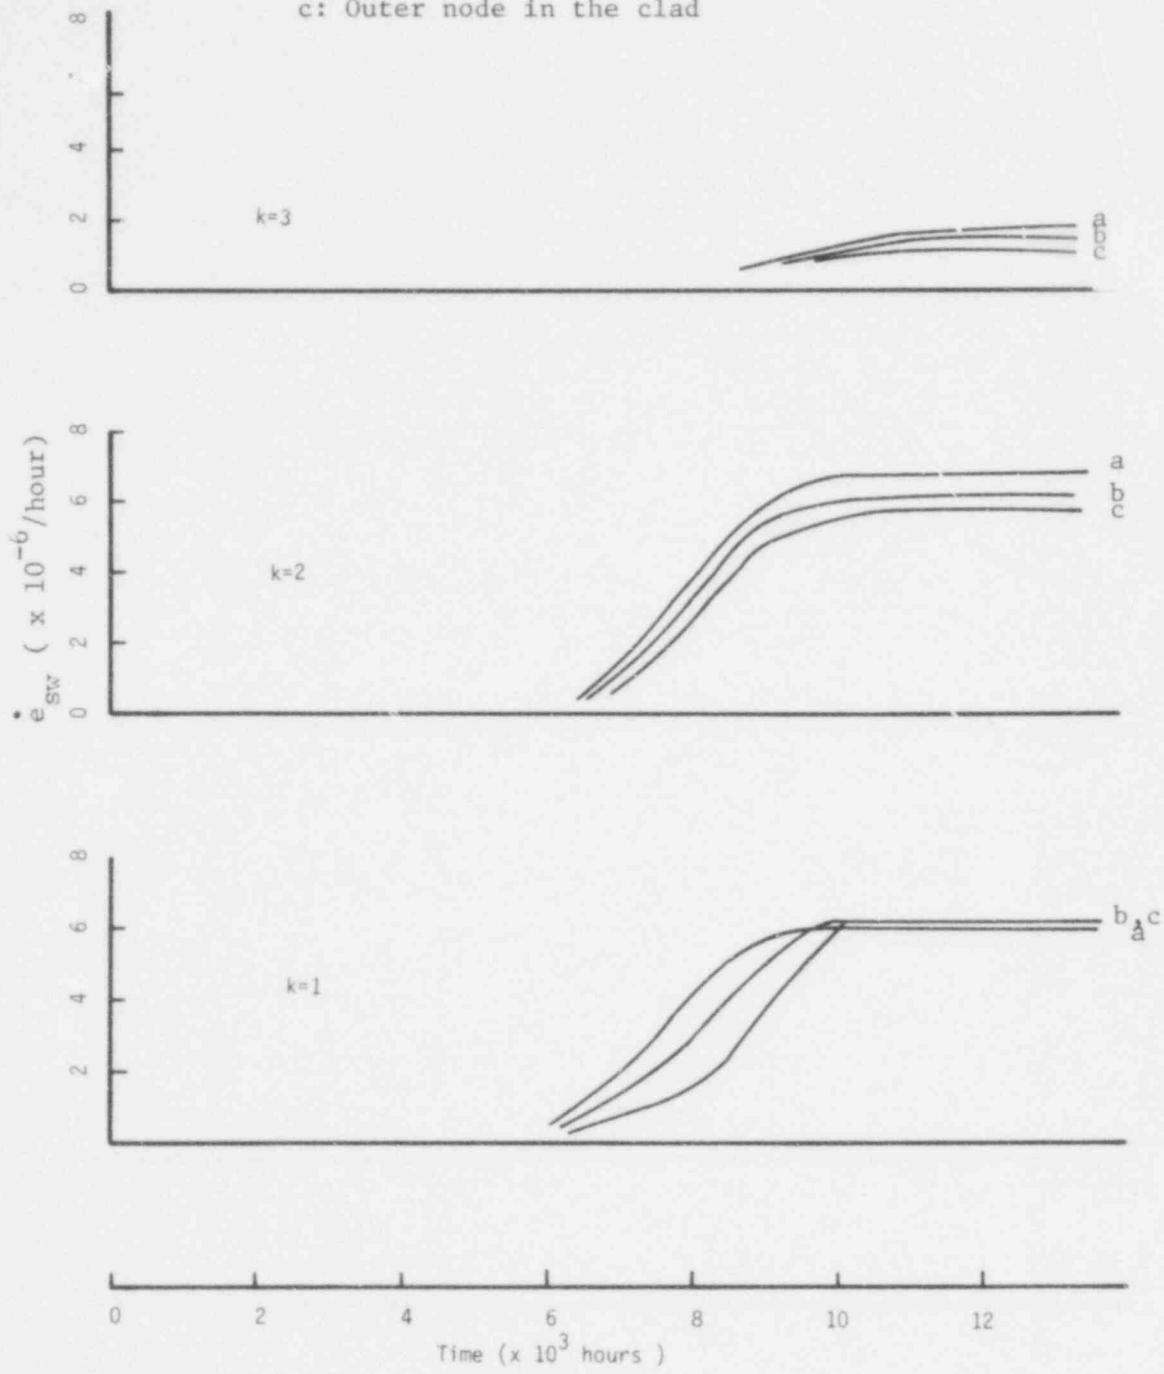 c: Outer node in the clad
8
4
2
0
k=3
a
b
c
ė_sw ( x 10^-6/hour)
8
6
4
2
0
k=2
a
b
c
8
6
4
2
k=1
b,c
a
0 2 4 6 8 10 12
Time (x 10^3 hours )